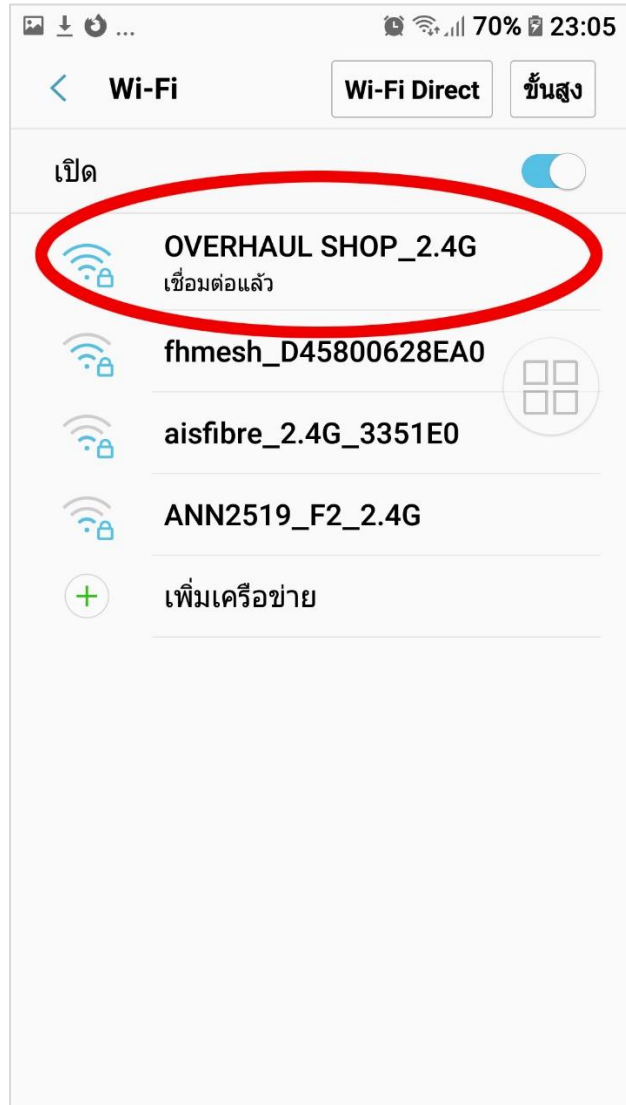 ... 70% 23:05
Wi-Fi Wi-Fi Direct ขั้นสูง
เปิด
OVERHAUL SHOP_2.4G
เชื่อมต่อแล้ว
fhmesh_D45800628EA0
aisfibre_2.4G_3351E0
ANN2519_F2_2.4G
เพิ่มเครือข่าย